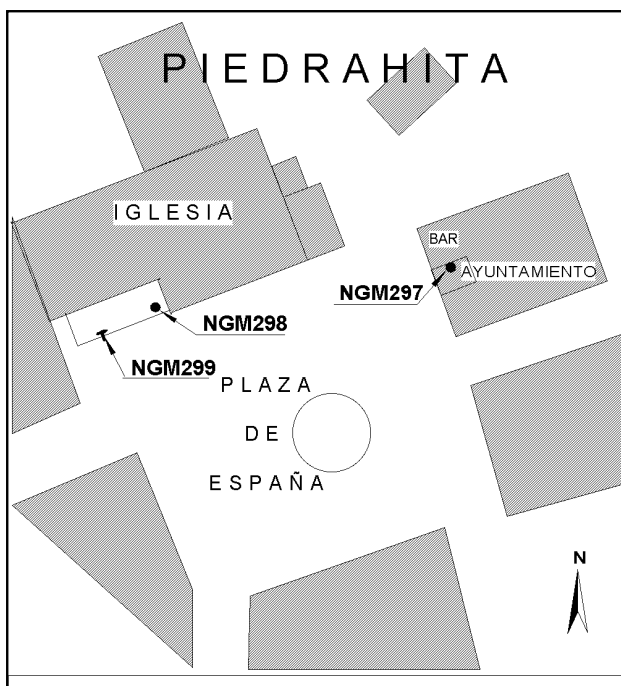 PIEDRAHITA
IGLESIA
BAR
AYUNTAMIENTO
NGM297
NGM298
NGM299
PLAZA
DE
ESPAÑA
N